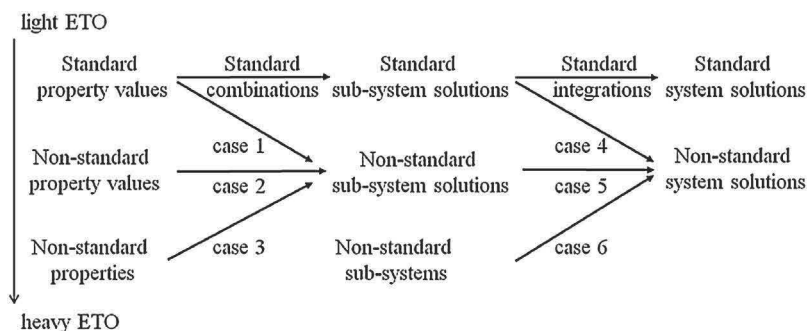 light ETO
Standard Standard Standard Standard Standard
property values combinations sub-system solutions integrations system solutions
case 1 case 4
Non-standard Non-standard Non-standard
property values case 2 sub-system solutions case 5 system solutions
Non-standard case 3 Non-standard case 6
properties sub-systems
heavy ETO